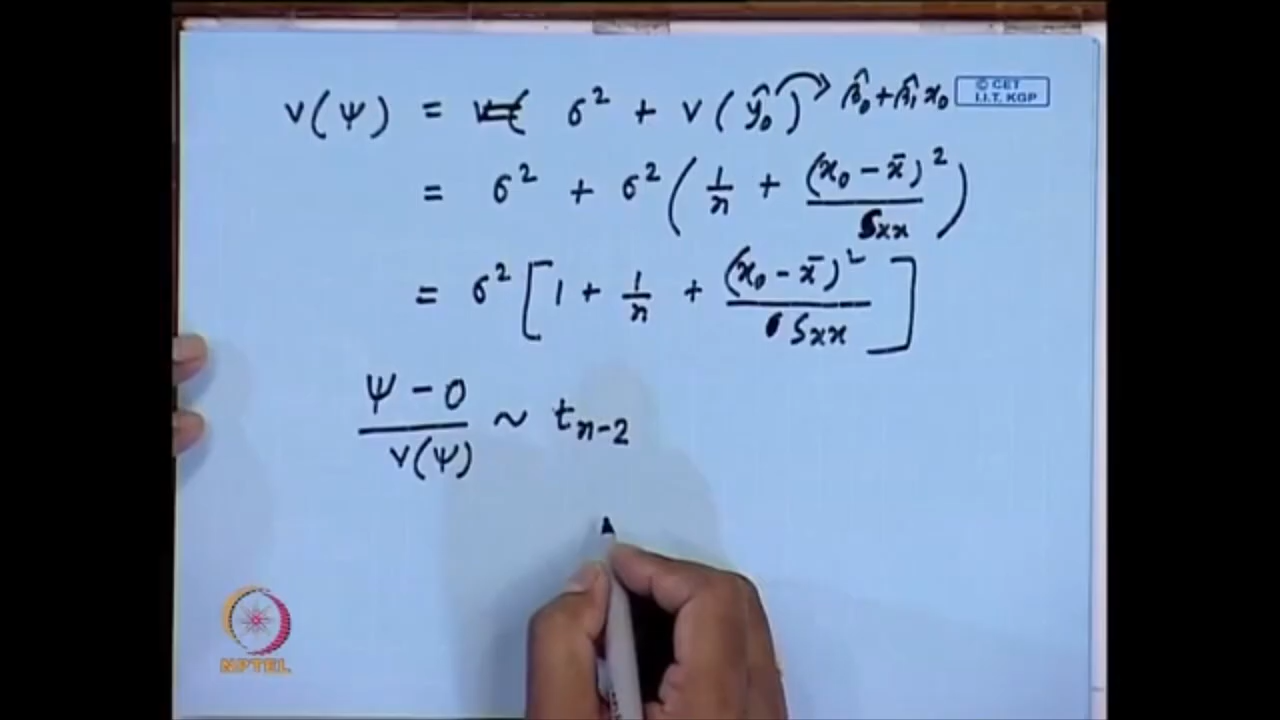 V(Ψ) = σ² + V(ŷ₀) → β̂₀+β̂₁x₀
© CET
I.I.T. KGP
= σ² + σ²(1/n + (x₀ - x̄)²/Sxx)
= σ²[1 + 1/n + (x₀ - x̄)²/Sxx]
(Ψ - 0)/V(Ψ) ~ tₙ₋₂
NPTEL